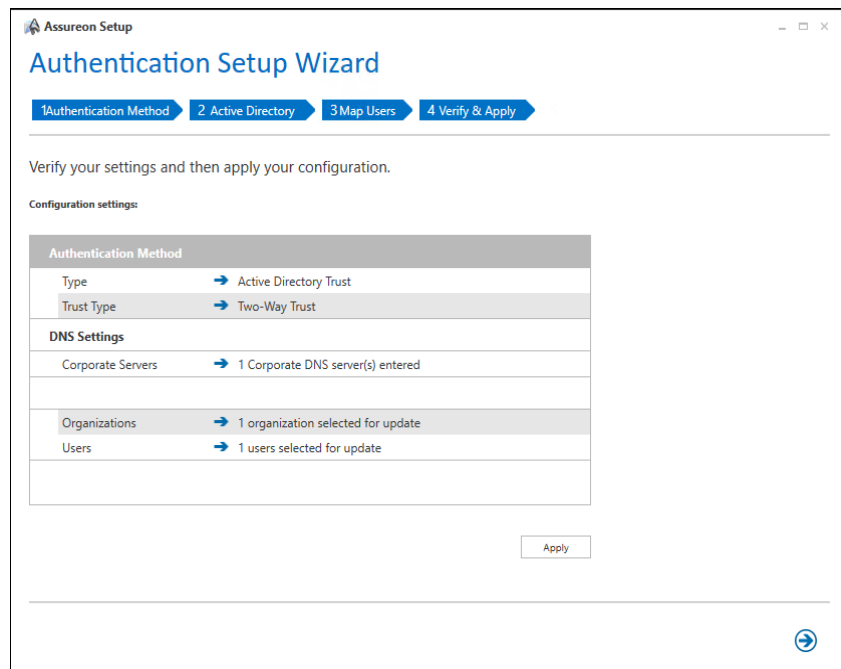 Assureon Setup
Authentication Setup Wizard
1Authentication Method 2 Active Directory 3 Map Users 4 Verify & Apply
Verify your settings and then apply your configuration.
Configuration settings:
Authentication Method
Type Active Directory Trust
Trust Type Two-Way Trust
DNS Settings
Corporate Servers 1 Corporate DNS server(s) entered
Organizations 1 organization selected for update
Users 1 users selected for update
Apply